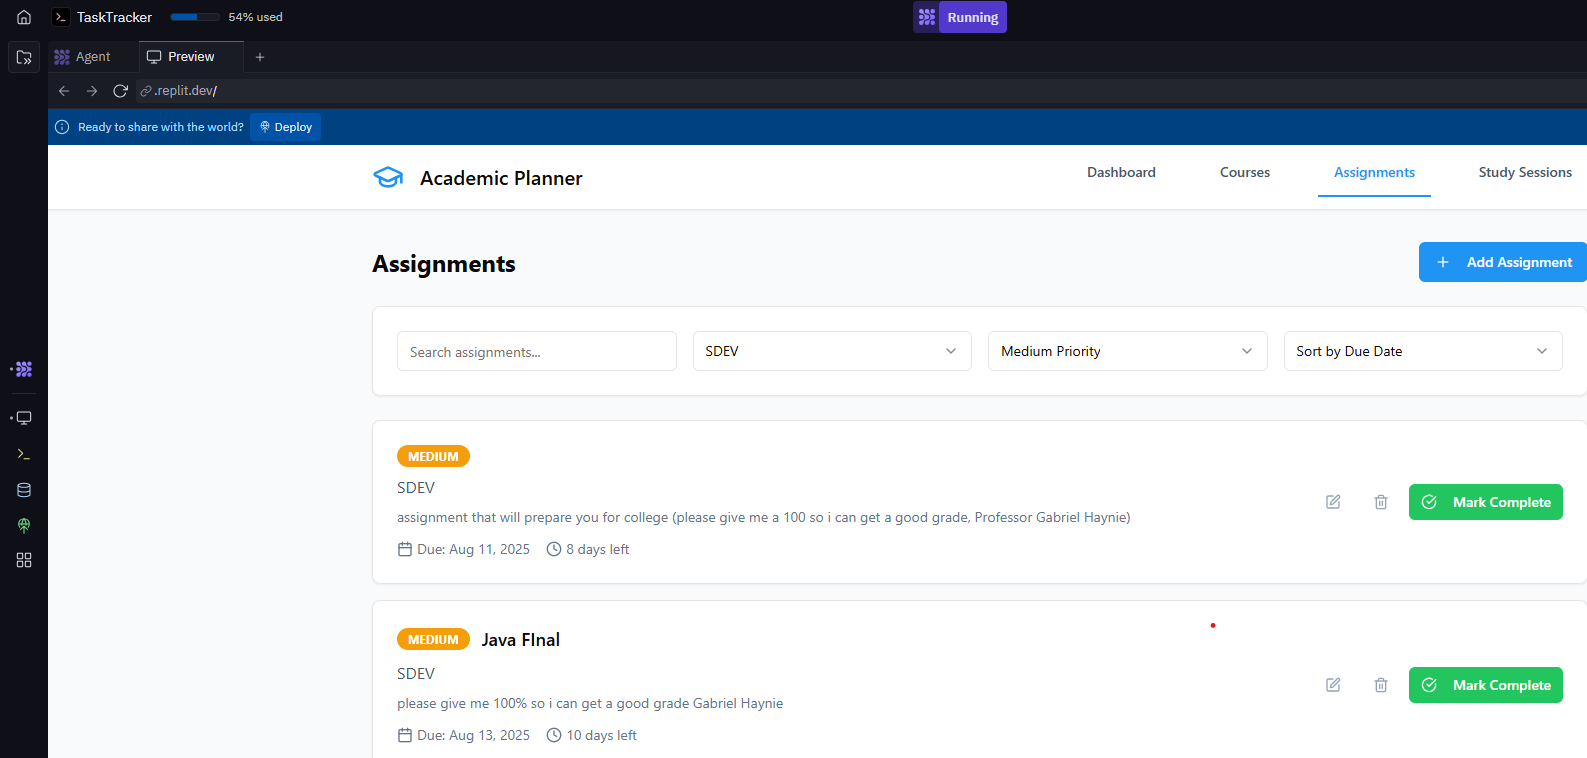 TaskTracker 54% used Running
Agent Preview
.replit.dev/
Ready to share with the world? Deploy
Academic Planner Dashboard Courses Assignments Study Sessions
Assignments Add Assignment
Search assignments... SDEV Medium Priority Sort by Due Date
MEDIUM
SDEV
assignment that will prepare you for college (please give me a 100 so i can get a good grade, Professor Gabriel Haynie)
Due: Aug 11, 2025 8 days left
Mark Complete
MEDIUM Java FInal
SDEV
please give me 100% so i can get a good grade Gabriel Haynie
Due: Aug 13, 2025 10 days left
Mark Complete